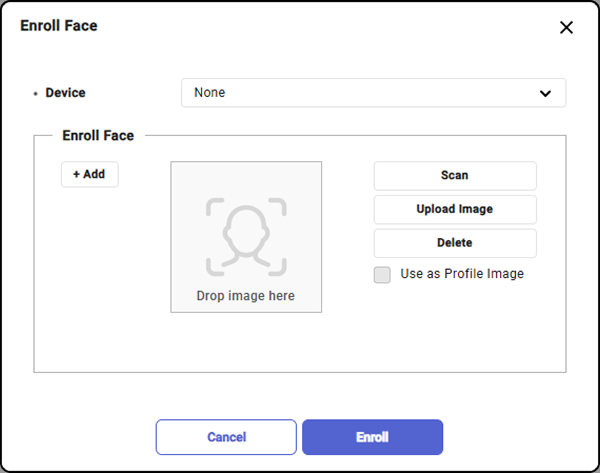 Enroll Face
• Device
None
Enroll Face
+ Add
Drop image here
Scan
Upload Image
Delete
Use as Profile Image
Cancel
Enroll